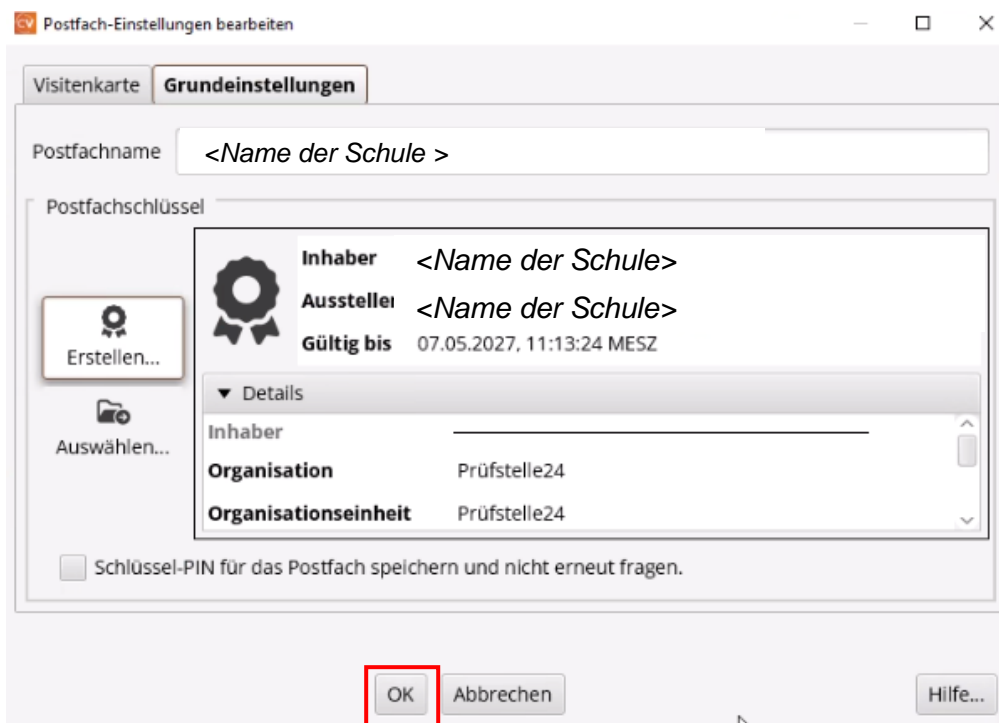 CV Postfach-Einstellungen bearbeiten
Visitenkarte Grundeinstellungen
Postfachname <Name der Schule >
Postfachschlüssel
Inhaber <Name der Schule>
Aussteller <Name der Schule>
Gültig bis 07.05.2027, 11:13:24 MESZ
Erstellen...
Auswählen...
Details
Inhaber
Organisation Prüfstelle24
Organisationseinheit Prüfstelle24
Schlüssel-PIN für das Postfach speichern und nicht erneut fragen.
OK Abbrechen Hilfe...